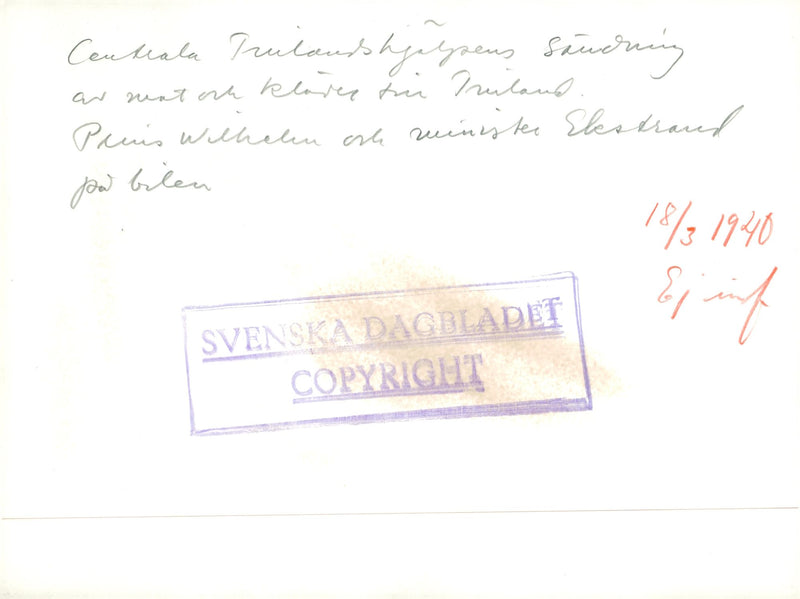 Centrala Finlandshjälpens sändning
av mat och kläder till Finland.
Prins Wilhelm och minister Ekstrand
på bilen
18/3 1940
Ej inf
SVENSKA DAGBLADET
COPYRIGHT